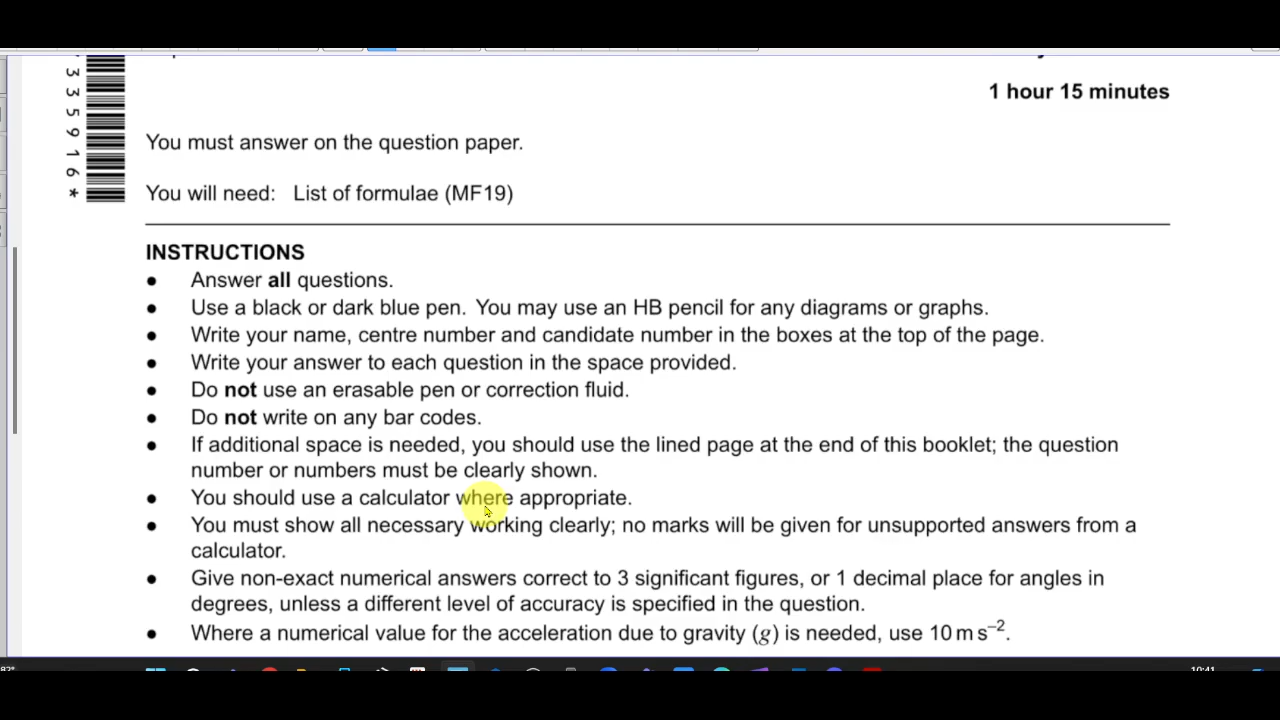 1 hour 15 minutes
3 3 5 9 1 6 *
You must answer on the question paper.
You will need: List of formulae (MF19)
INSTRUCTIONS
● Answer all questions.
● Use a black or dark blue pen. You may use an HB pencil for any diagrams or graphs.
● Write your name, centre number and candidate number in the boxes at the top of the page.
● Write your answer to each question in the space provided.
● Do not use an erasable pen or correction fluid.
● Do not write on any bar codes.
● If additional space is needed, you should use the lined page at the end of this booklet; the question
number or numbers must be clearly shown.
● You should use a calculator where appropriate.
● You must show all necessary working clearly; no marks will be given for unsupported answers from a
calculator.
● Give non-exact numerical answers correct to 3 significant figures, or 1 decimal place for angles in
degrees, unless a different level of accuracy is specified in the question.
● Where a numerical value for the acceleration due to gravity (g) is needed, use 10 m s⁻².
82°
10:41